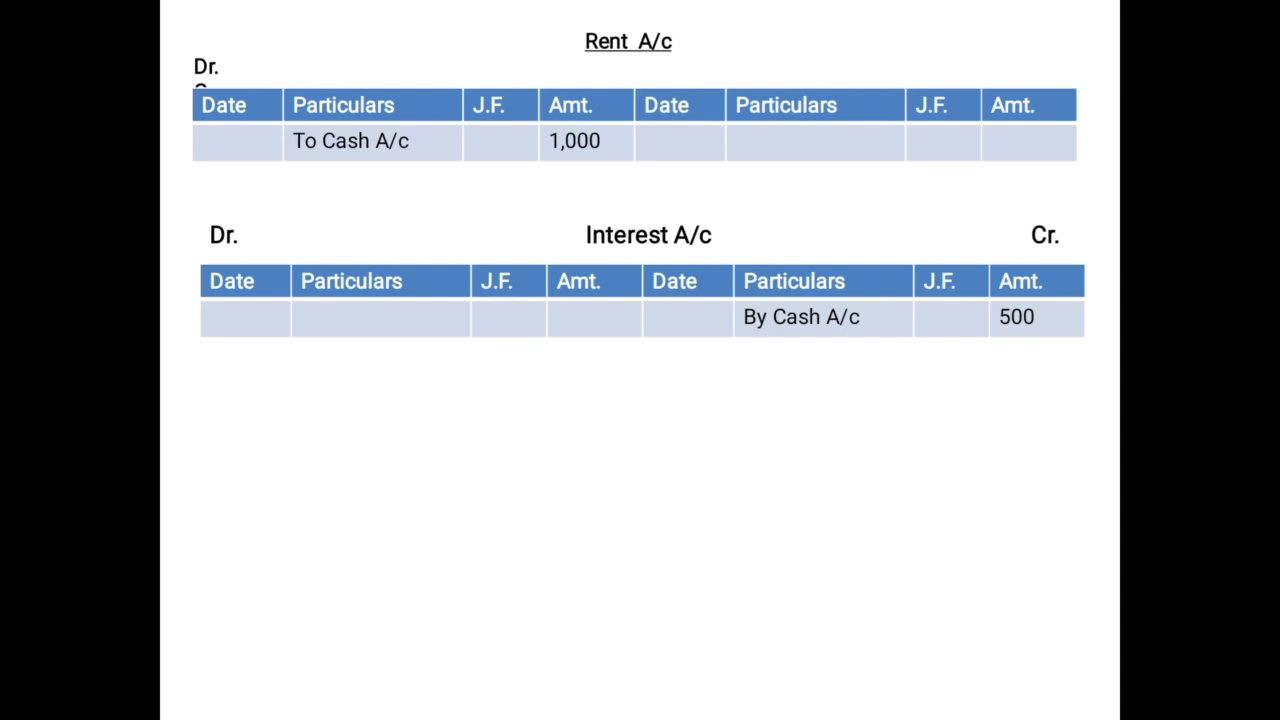 Rent A/c
Dr.
Date Particulars J.F. Amt. Date Particulars J.F. Amt.
To Cash A/c 1,000
Dr. Interest A/c Cr.
Date Particulars J.F. Amt. Date Particulars J.F. Amt.
By Cash A/c 500